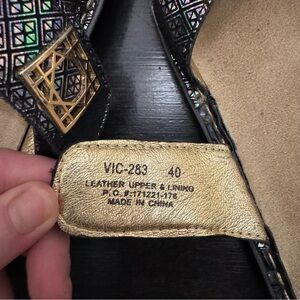 VIC-283 40
LEATHER UPPER & LINING
P.O. #:171221-176
MADE IN CHINA